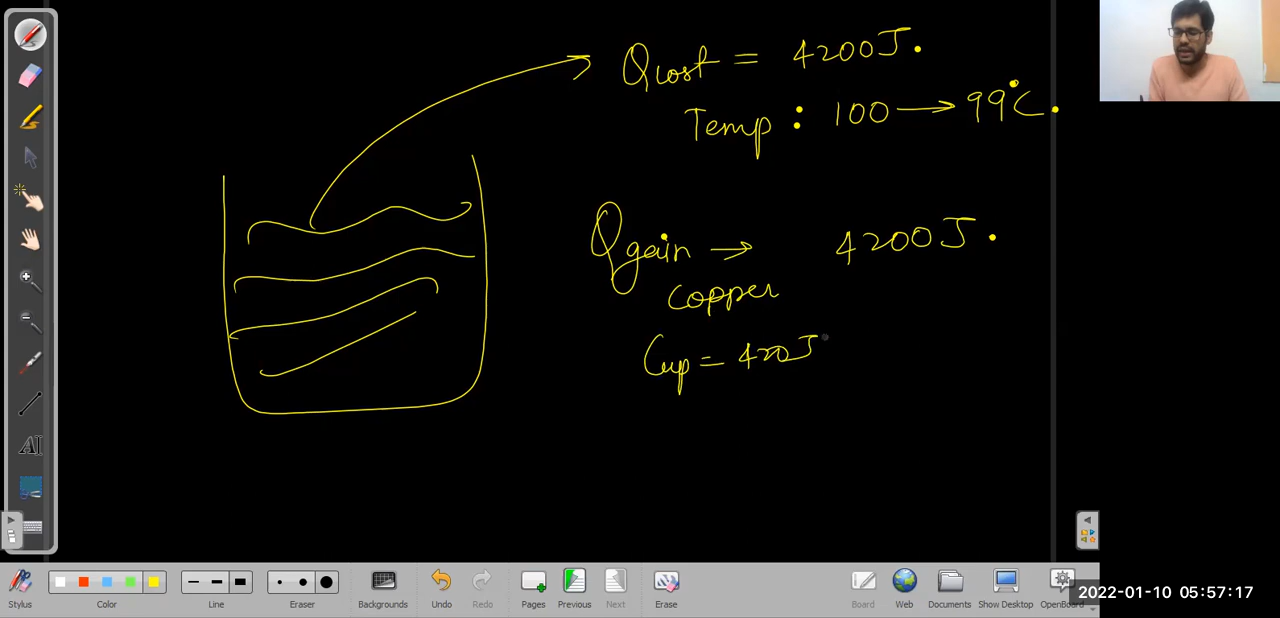 Qlost = 4200J.
Temp : 100 → 99°C.
Qgain → 4200J.
copper
Cup = 420J
AI
Stylus
Color
Line
Eraser
Backgrounds
Undo
Redo
Pages
Previous
Next
Erase
Board
Web
Documents
Show Desktop
OpenBoard
2022-01-10 05:57:17